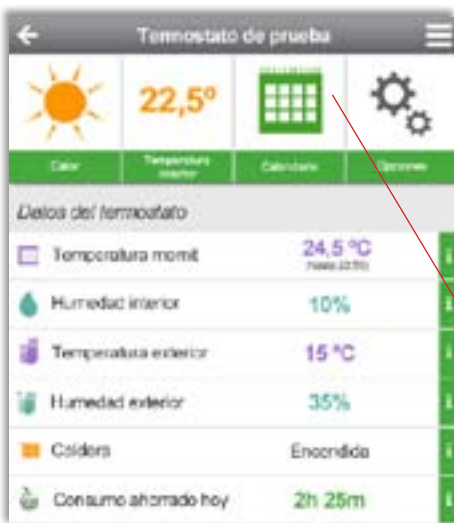 Termostato de prueba
22,5º
Calor
Temperatura interior
Calendario
Opciones
Datos del termostato
Temperatura momit
24,5 ºC
Humedad interior
10%
Temperatura exterior
15 ºC
Humedad exterior
35%
Caldera
Encendida
Consumo ahorrado hoy
2h 25m